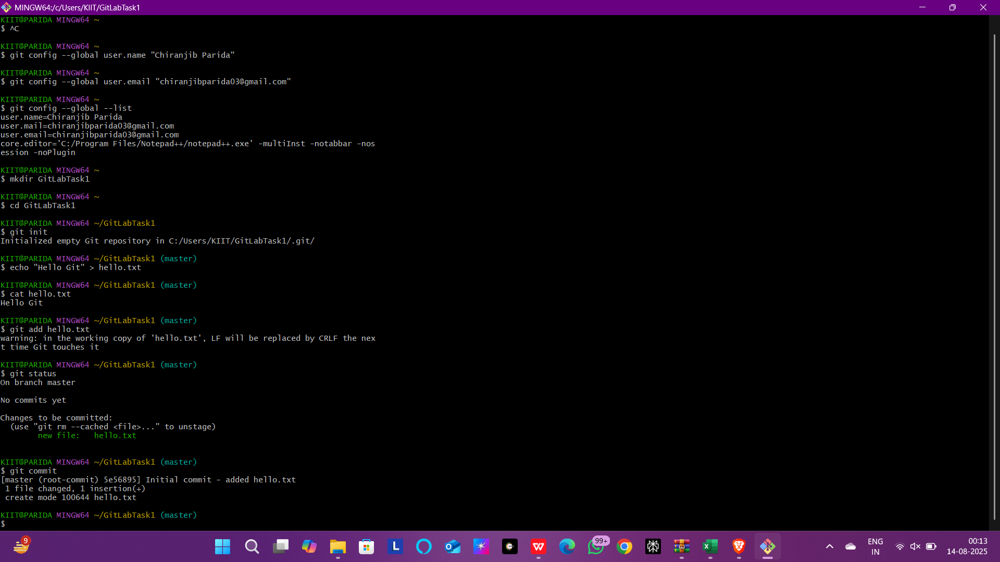 MINGW64:/c/Users/KIIT/GitLabTask1
KIIT@PARIDA MINGW64 ~
$ ^C
KIIT@PARIDA MINGW64 ~
$ git config --global user.name "Chiranjib Parida"
KIIT@PARIDA MINGW64 ~
$ git config --global user.email "chiranjibparida03@gmail.com"
KIIT@PARIDA MINGW64 ~
$ git config --global --list
user.name=Chiranjib Parida
user.mail=chiranjibparida03@gmail.com
user.email=chiranjibparida03@gmail.com
core.editor='C:/Program Files/Notepad++/notepad++.exe' -multiInst -notabbar -nos
ession -noPlugin
KIIT@PARIDA MINGW64 ~
$ mkdir GitLabTask1
KIIT@PARIDA MINGW64 ~
$ cd GitLabTask1
KIIT@PARIDA MINGW64 ~/GitLabTask1
$ git init
Initialized empty Git repository in C:/Users/KIIT/GitLabTask1/.git/
KIIT@PARIDA MINGW64 ~/GitLabTask1 (master)
$ echo "Hello Git" > hello.txt
KIIT@PARIDA MINGW64 ~/GitLabTask1 (master)
$ cat hello.txt
Hello Git
KIIT@PARIDA MINGW64 ~/GitLabTask1 (master)
$ git add hello.txt
warning: in the working copy of 'hello.txt', LF will be replaced by CRLF the nex
t time Git touches it
KIIT@PARIDA MINGW64 ~/GitLabTask1 (master)
$ git status
On branch master
No commits yet
Changes to be committed:
  (use "git rm --cached <file>..." to unstage)
        new file:   hello.txt
KIIT@PARIDA MINGW64 ~/GitLabTask1 (master)
$ git commit
[master (root-commit) 5e56895] Initial commit - added hello.txt
 1 file changed, 1 insertion(+)
 create mode 100644 hello.txt
KIIT@PARIDA MINGW64 ~/GitLabTask1 (master)
$
9
L
99+
ENG
IN
00:13
14-08-2025